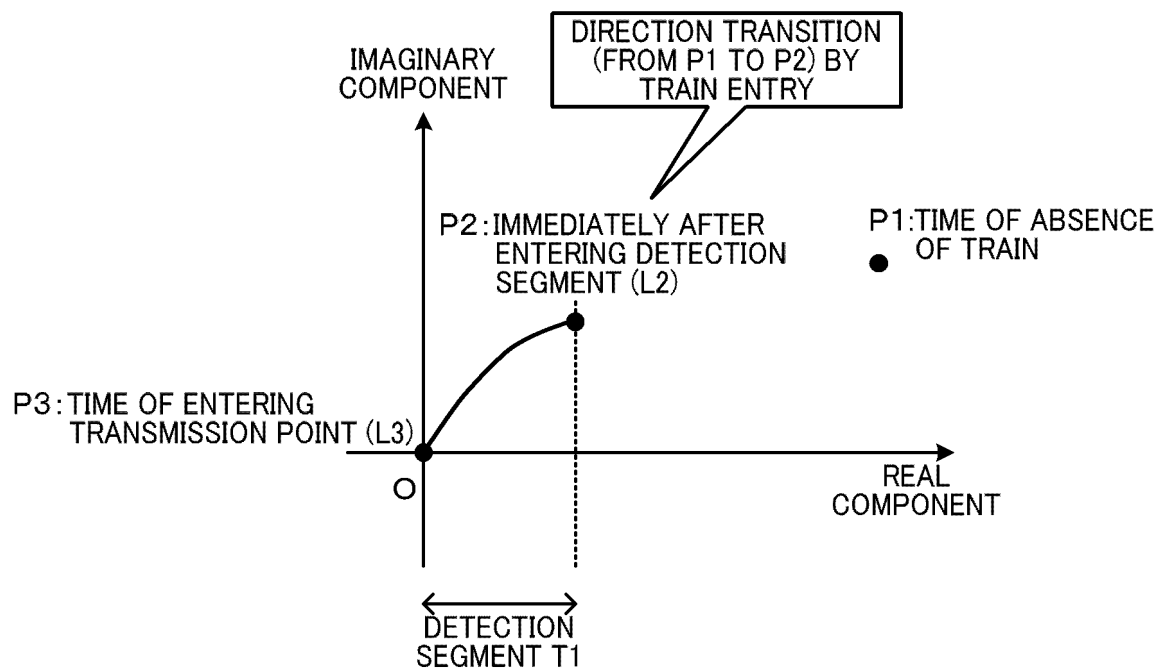 DIRECTION TRANSITION
(FROM P1 TO P2) BY
TRAIN ENTRY
IMAGINARY
COMPONENT
P2:IMMEDIATELY AFTER
ENTERING DETECTION
SEGMENT (L2)
P1:TIME OF ABSENCE
OF TRAIN
P3:TIME OF ENTERING
TRANSMISSION POINT (L3)
O
REAL
COMPONENT
DETECTION
SEGMENT T1